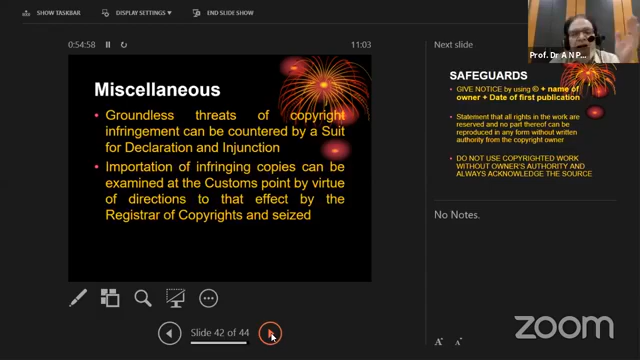 SHOW TASKBAR
DISPLAY SETTINGS
END SLIDE SHOW
0:54:58
11:03
Miscellaneous
Groundless threats of copyright
infringement can be countered by a Suit
for Declaration and Injunction
Importation of infringing copies can be
examined at the Customs point by virtue
of directions to that effect by the
Registrar of Copyrights and seized
Slide 42 of 44
Prof. Dr A N P...
Next slide
SAFEGUARDS
GIVE NOTICE by using © + name of
owner + Date of first publication
Statement that all rights in the work are
reserved and no part thereof can be
reproduced in any form without written
authority from the copyright owner
DO NOT USE COPYRIGHTED WORK
WITHOUT OWNER'S AUTHORITY AND
ALWAYS ACKNOWLEDGE THE SOURCE
No Notes.
A A
zoom